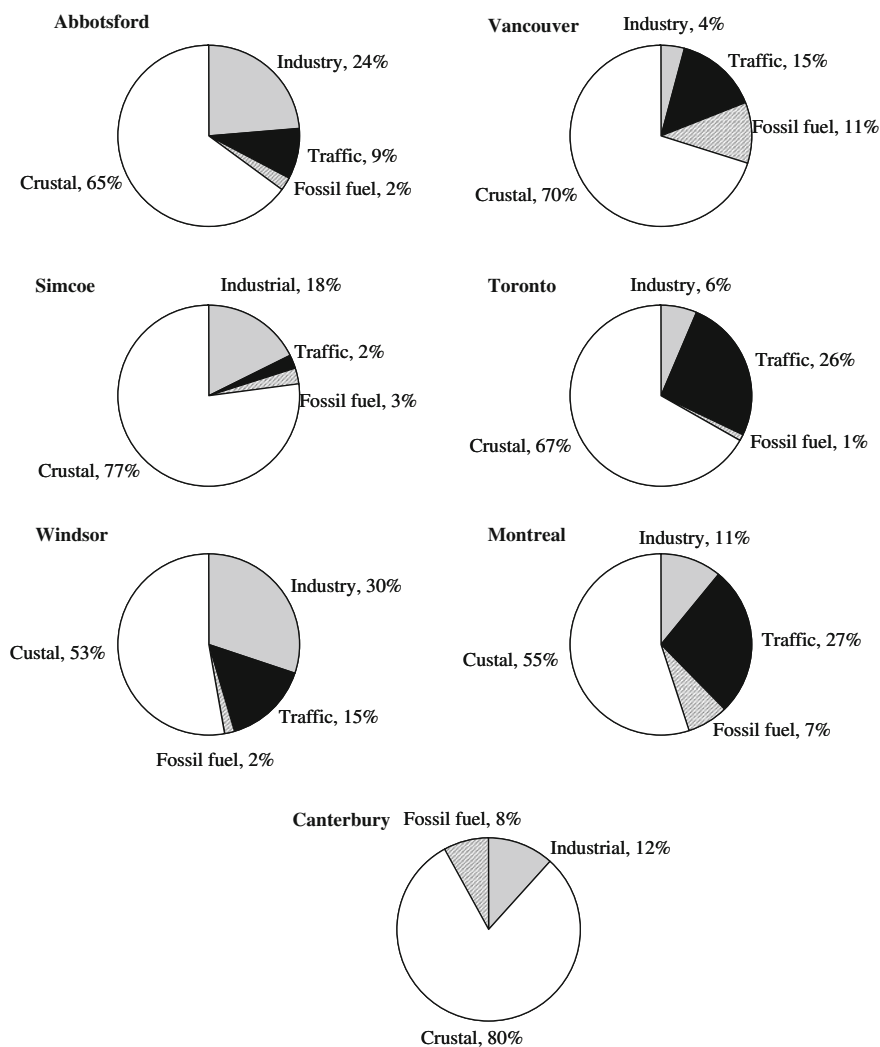 Abbotsford
Industry, 24%
Traffic, 9%
Fossil fuel, 2%
Crustal, 65%
Vancouver
Industry, 4%
Traffic, 15%
Fossil fuel, 11%
Crustal, 70%
Simcoe
Industrial, 18%
Traffic, 2%
Fossil fuel, 3%
Crustal, 77%
Toronto
Industry, 6%
Traffic, 26%
Fossil fuel, 1%
Crustal, 67%
Windsor
Industry, 30%
Custal, 53%
Traffic, 15%
Fossil fuel, 2%
Montreal
Industry, 11%
Traffic, 27%
Custal, 55%
Fossil fuel, 7%
Canterbury
Fossil fuel, 8%
Industrial, 12%
Crustal, 80%